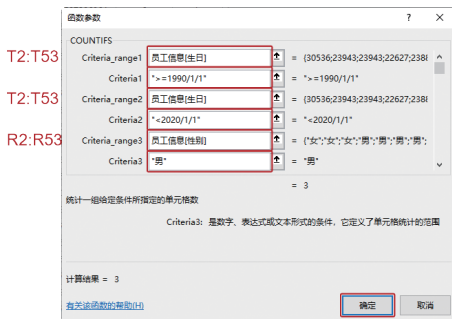 函数参数 ? ×
COUNTIFS
T2:T53 Criteria_range1 员工信息[生日] = {30536;23943;23943;22627;238
Criteria1 ">=1990/1/1" = ">=1990/1/1"
T2:T53 Criteria_range2 员工信息[生日] = {30536;23943;23943;22627;238
Criteria2 "<2020/1/1" = "<2020/1/1"
R2:R53 Criteria_range3 员工信息[性别] = {"女";"女";"女";"男";"男";"男";"男";
Criteria3 "男" = "男"
= 3
统计一组给定条件所指定的单元格数
Criteria3: 是数字、表达式或文本形式的条件，它定义了单元格统计的范围
计算结果 = 3
有关该函数的帮助(H) 确定 取消